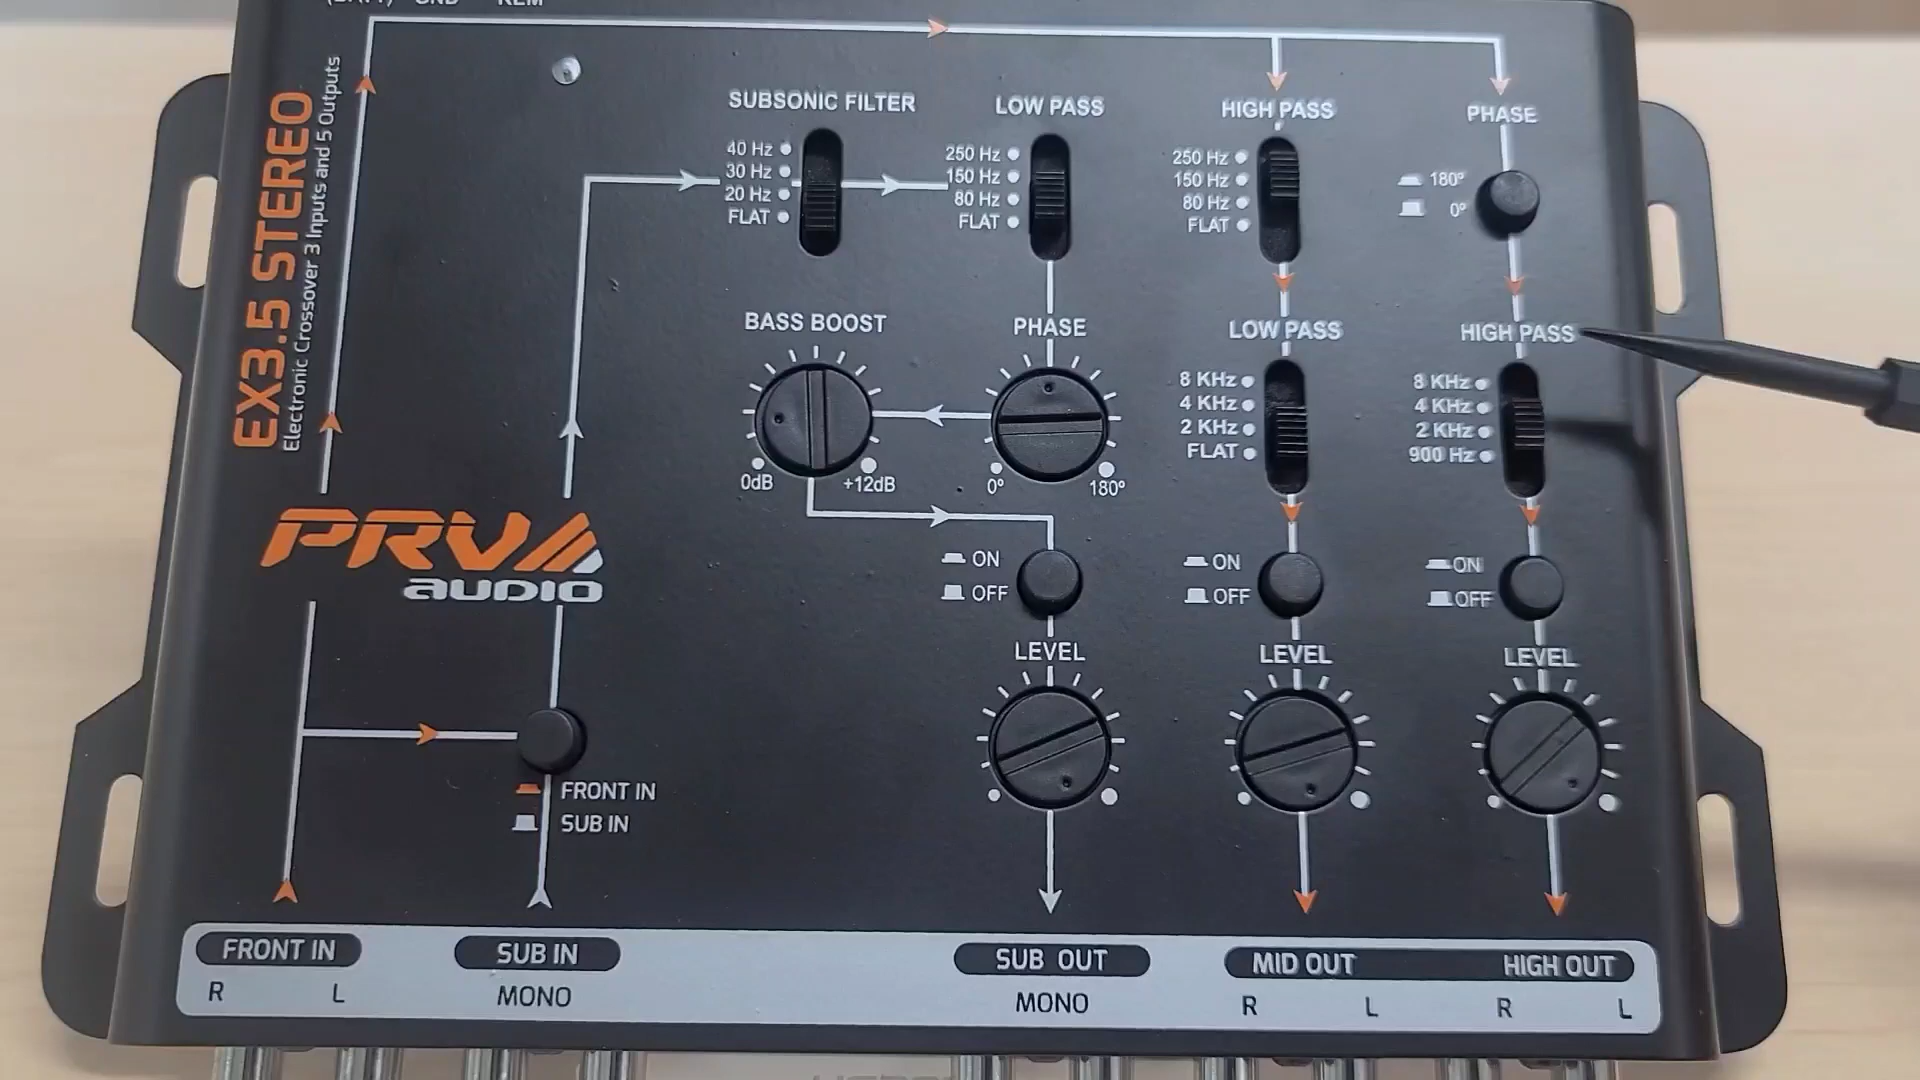 EX3.5 STEREO
Electronic Crossover 3 Inputs and 5 Outputs
SUBSONIC FILTER
40 Hz
30 Hz
20 Hz
FLAT
LOW PASS
250 Hz
150 Hz
80 Hz
FLAT
HIGH PASS
250 Hz
150 Hz
80 Hz
FLAT
PHASE
180°
0°
BASS BOOST
0dB
+12dB
PHASE
0°
180°
LOW PASS
8 KHz
4 KHz
2 KHz
FLAT
HIGH PASS
8 KHz
4 KHz
2 KHz
900 Hz
PRV
AUDIO
ON
OFF
ON
OFF
ON
OFF
LEVEL
LEVEL
LEVEL
FRONT IN
SUB IN
FRONT IN
R L
SUB IN
MONO
SUB OUT
MONO
MID OUT
R L
HIGH OUT
R L